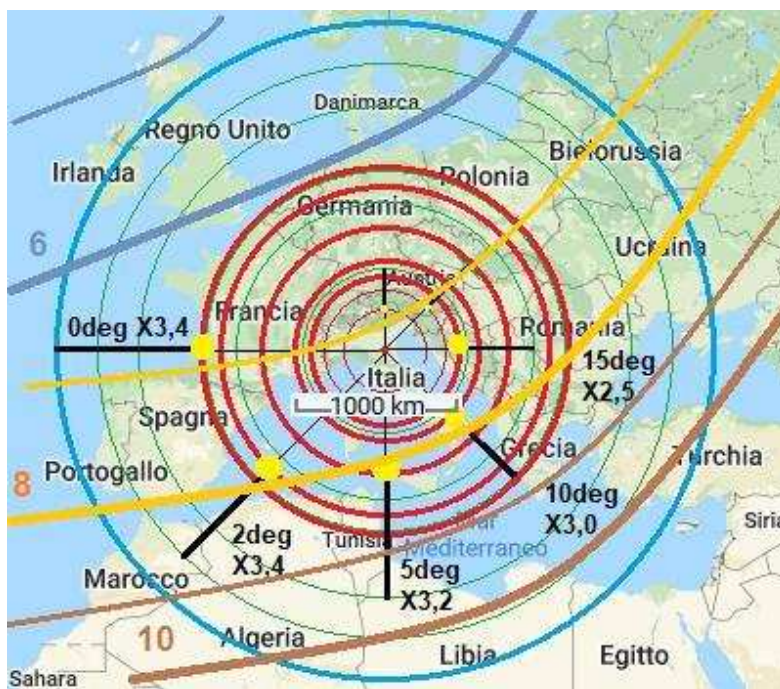 Danimarca
Regno Unito
Bielorussia
Irlanda
Polonia
Germania
6
Ucraina
Austria
0deg X3,4
Francia
Romania
15deg
X2,5
Italia
1000 km
Spagna
Grecia
Turchia
Portogallo
8
10deg
X3,0
2deg
X3,4
Tunisia
Mar
Mediterraneo
Siria
5deg
X3,2
Marocco
10
Algeria
Libia
Egitto
Sahara